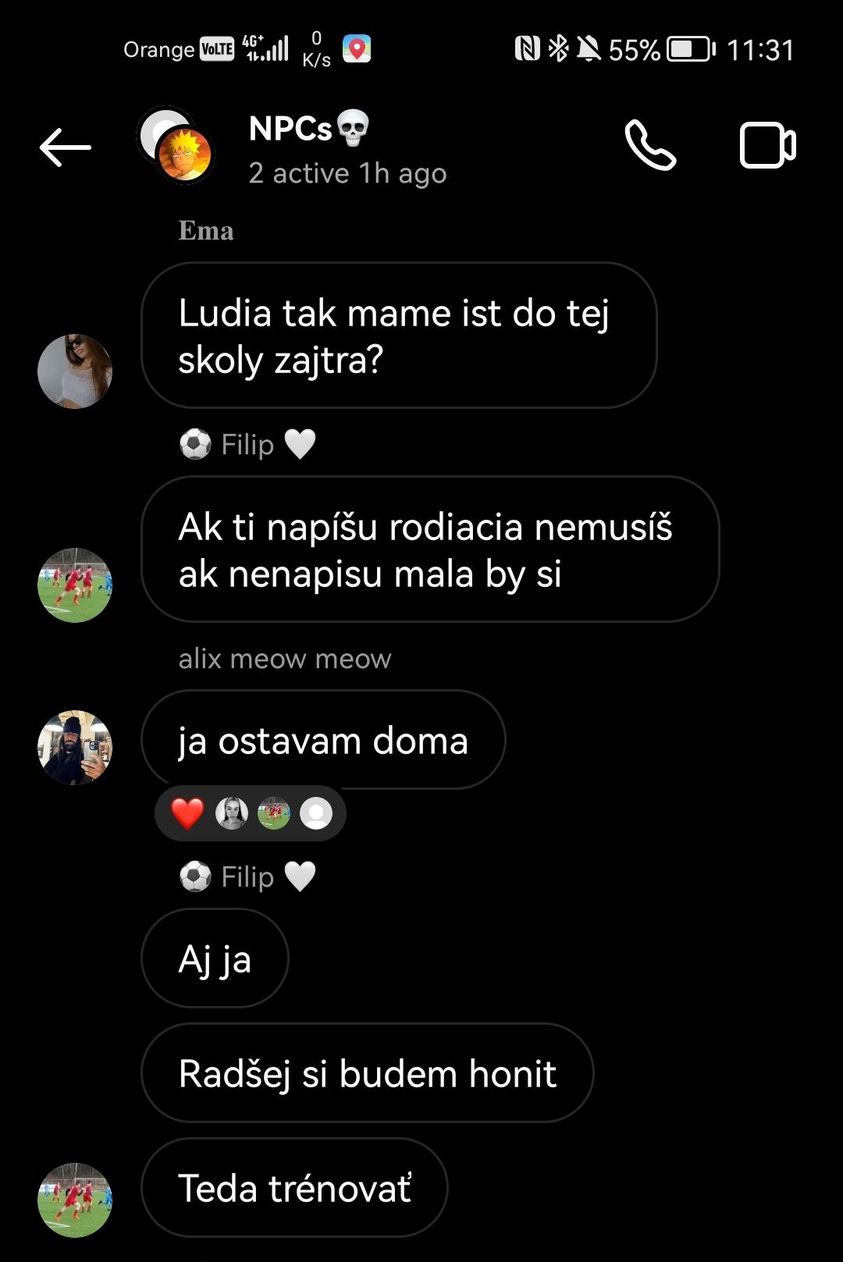 Orange VoLTE 4G+ 0 K/s 55% 11:31
NPCs💀
2 active 1h ago
Ema
Ludia tak mame ist do tej
skoly zajtra?
⚽ Filip 🤍
Ak ti napíšu rodiacia nemusíš
ak nenapisu mala by si
alix meow meow
ja ostavam doma
⚽ Filip 🤍
Aj ja
Radšej si budem honit
Teda trénovať